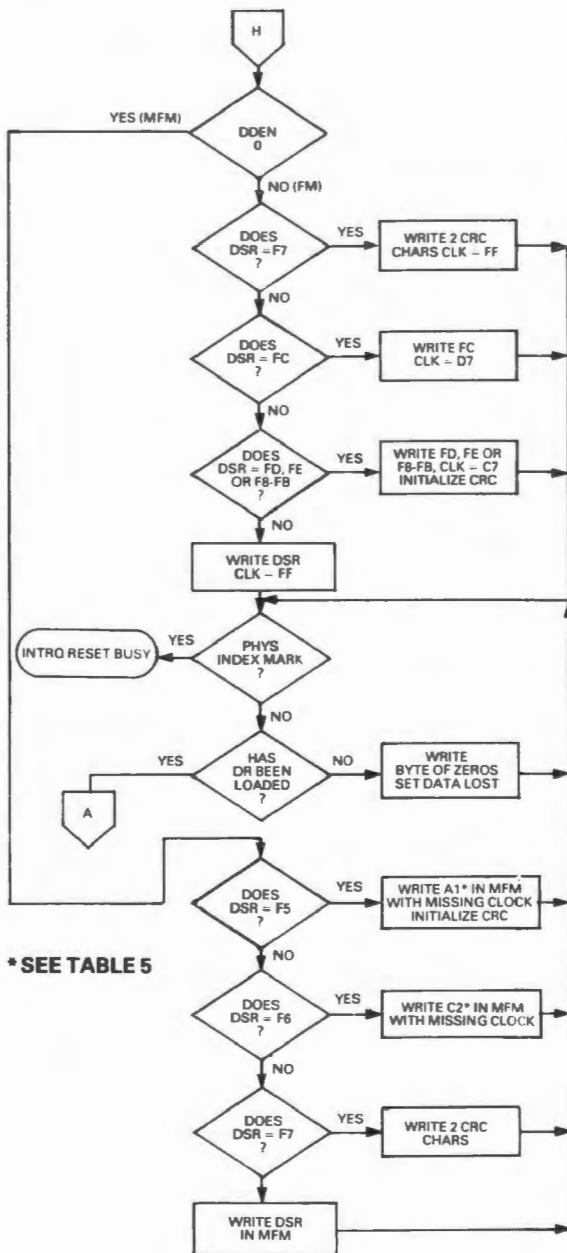 H
YES (MFM)
DDEN
0
NO (FM)
DOES
DSR = F7
?
YES
WRITE 2 CRC
CHARS CLK – FF
NO
DOES
DSR = FC
?
YES
WRITE FC
CLK = D7
NO
DOES
DSR = FD, FE
OR F8-FB
?
YES
WRITE FD, FE OR
F8-FB, CLK = C7
INITIALIZE CRC
NO
WRITE DSR
CLK – FF
INTRO RESET BUSY
YES
PHYS
INDEX MARK
?
NO
YES
HAS
DR BEEN
LOADED
?
NO
WRITE
BYTE OF ZEROS
SET DATA LOST
A
DOES
DSR = F5
?
YES
WRITE A1* IN MFM
WITH MISSING CLOCK
INITIALIZE CRC
NO
* SEE TABLE 5
DOES
DSR = F6
?
YES
WRITE C2* IN MFM
WITH MISSING CLOCK
NO
DOES
DSR = F7
?
YES
WRITE 2 CRC
CHARS
WRITE DSR
IN MFM